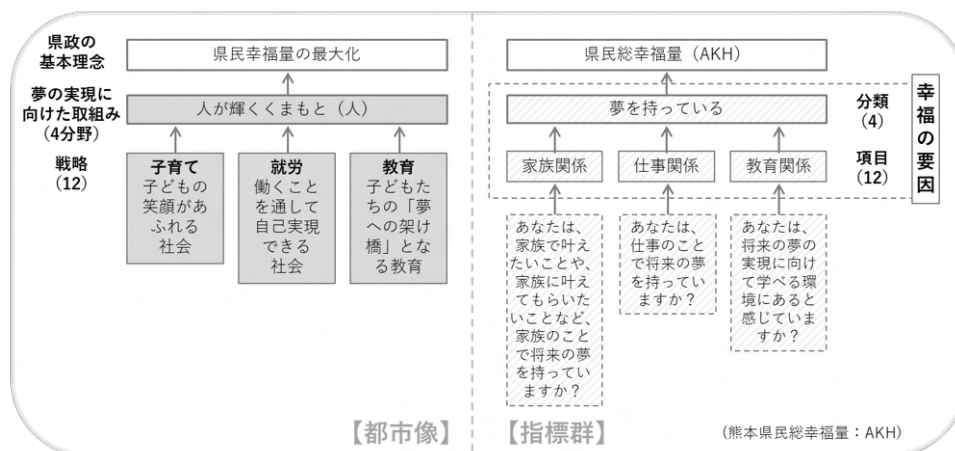 県政の
基本理念
県民幸福量の最大化
夢の実現に
向けた取組み
(4分野)
人が輝くくまもと（人）
戦略
(12)
子育て
子どもの
笑顔があ
ふれる
社会
就労
働くこと
を通して
自己実現
できる
社会
教育
子どもた
ちの「夢
への架け
橋」とな
る教育
【都市像】
県民総幸福量（AKH）
夢を持っている
分類
(4)
家族関係
仕事関係
教育関係
項目
(12)
幸福の要因
あなたは、
家族で叶え
たいことや、
家族に叶え
てもらいた
いことなど、
家族のこと
で将来の夢
を持ってい
ますか？
あなたは、
仕事のこと
で将来の夢
を持ってい
ますか？
あなたは、
将来の夢の
実現に向け
て学べる環
境にあると
感じていま
すか？
【指標群】
(熊本県民総幸福量：AKH)